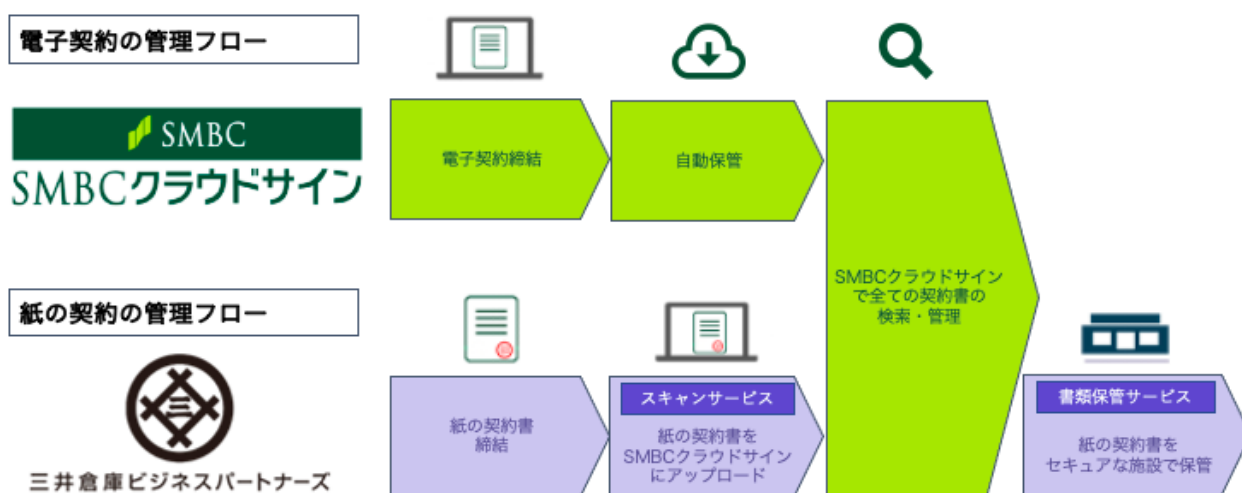 電子契約の管理フロー
SMBC
SMBCクラウドサイン
電子契約締結
自動保管
SMBCクラウドサイン
で全ての契約書の
検索・管理
紙の契約の管理フロー
三
三井倉庫ビジネスパートナーズ
紙の契約書
締結
スキャンサービス
紙の契約書を
SMBCクラウドサイン
にアップロード
書類保管サービス
紙の契約書を
セキュアな施設で保管